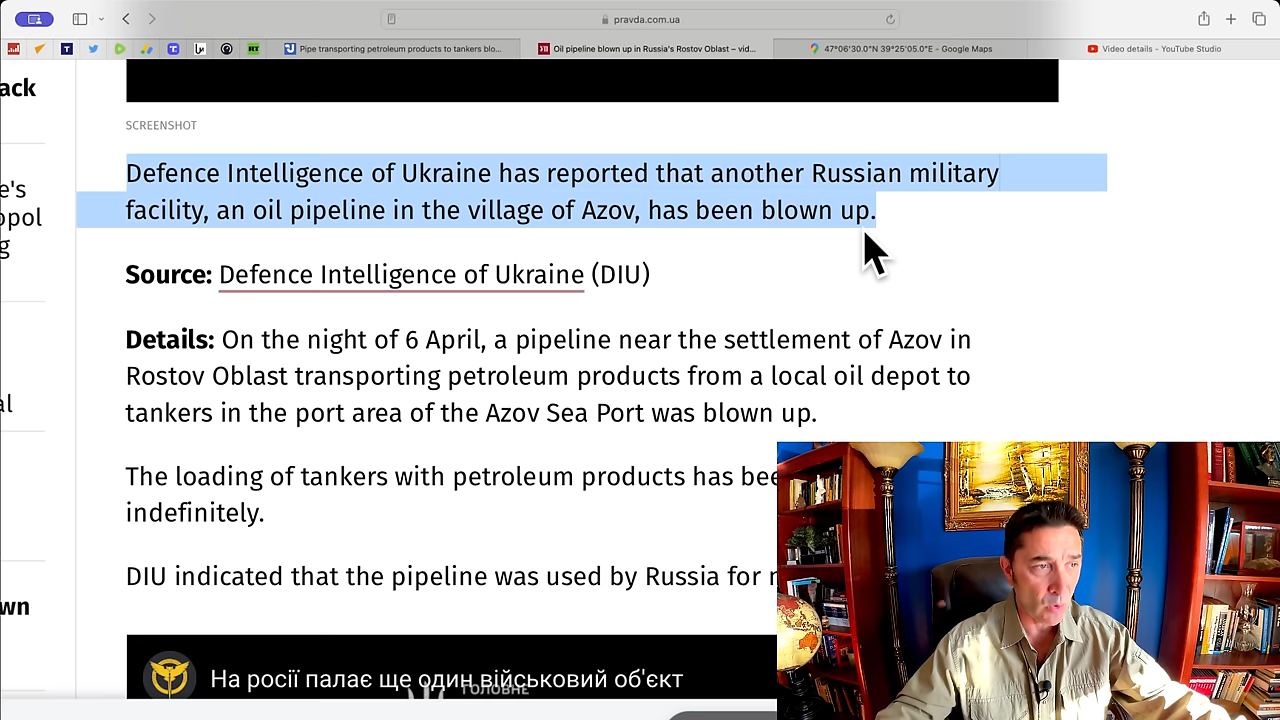 pravda.com.ua
Pipe transporting petroleum products to tankers blo...
Oil pipeline blown up in Russia's Rostov Oblast – vid...
47°06'30.0"N 39°25'05.0"E - Google Maps
Video details - YouTube Studio
ack
e's
opol
g
al
wn
SCREENSHOT
Defence Intelligence of Ukraine has reported that another Russian military
facility, an oil pipeline in the village of Azov, has been blown up.
Source: Defence Intelligence of Ukraine (DIU)
Details: On the night of 6 April, a pipeline near the settlement of Azov in
Rostov Oblast transporting petroleum products from a local oil depot to
tankers in the port area of the Azov Sea Port was blown up.
The loading of tankers with petroleum products has bee
indefinitely.
DIU indicated that the pipeline was used by Russia for
На росії палає ще один військовий об'єкт
ГОЛОВНЕ